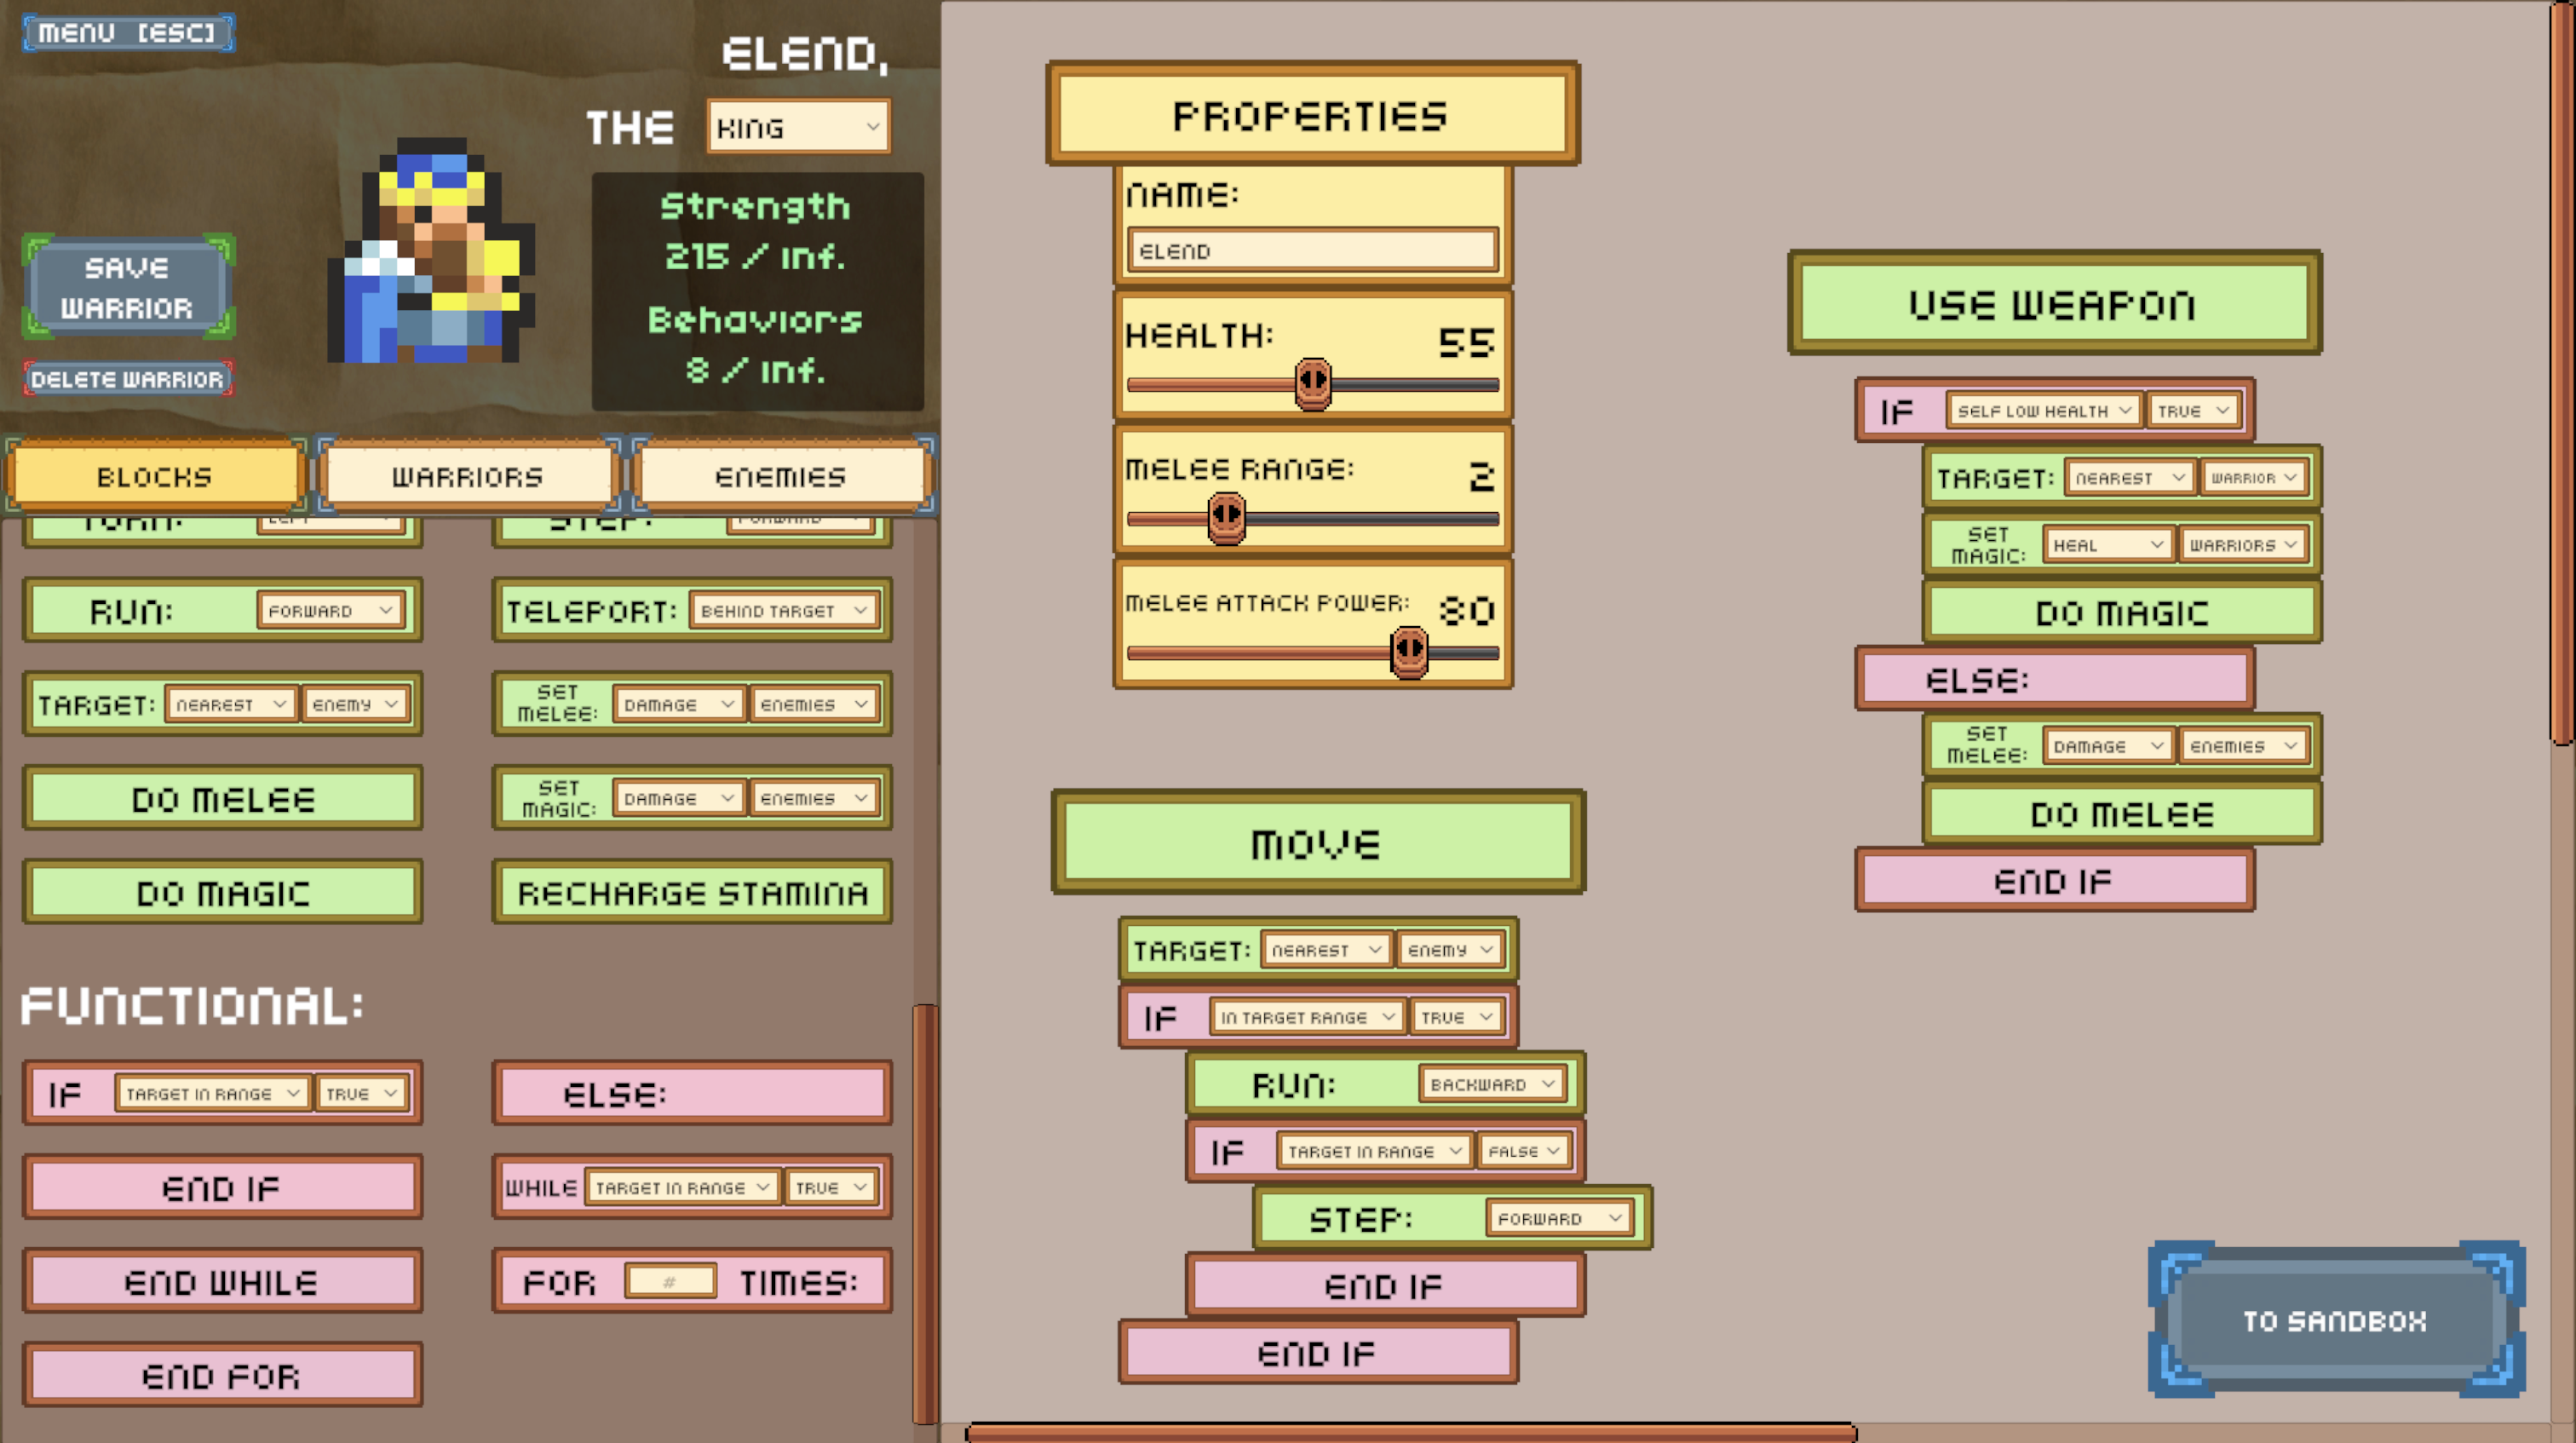 MENU [ESC]
ELEND,
THE KING
Strength
215 / inf.
Behaviors
8 / inf.
SAVE
WARRIOR
DELETE WARRIOR
BLOCKS
WARRIORS
ENEMIES
TURN: LEFT
STEP: FORWARD
RUN: FORWARD
TELEPORT: BEHIND TARGET
TARGET: NEAREST ENEMY
SET MELEE: DAMAGE ENEMIES
DO MELEE
SET MAGIC: DAMAGE ENEMIES
DO MAGIC
RECHARGE STAMINA
FUNCTIONAL:
IF TARGET IN RANGE TRUE
ELSE:
END IF
WHILE TARGET IN RANGE TRUE
END WHILE
FOR # TIMES:
END FOR
PROPERTIES
NAME:
ELEND
HEALTH: 55
MELEE RANGE: 2
MELEE ATTACK POWER: 80
MOVE
TARGET: NEAREST ENEMY
IF IN TARGET RANGE TRUE
RUN: BACKWARD
IF TARGET IN RANGE FALSE
STEP: FORWARD
END IF
END IF
USE WEAPON
IF SELF LOW HEALTH TRUE
TARGET: NEAREST WARRIOR
SET MAGIC: HEAL WARRIORS
DO MAGIC
ELSE:
SET MELEE: DAMAGE ENEMIES
DO MELEE
END IF
TO SANDBOX